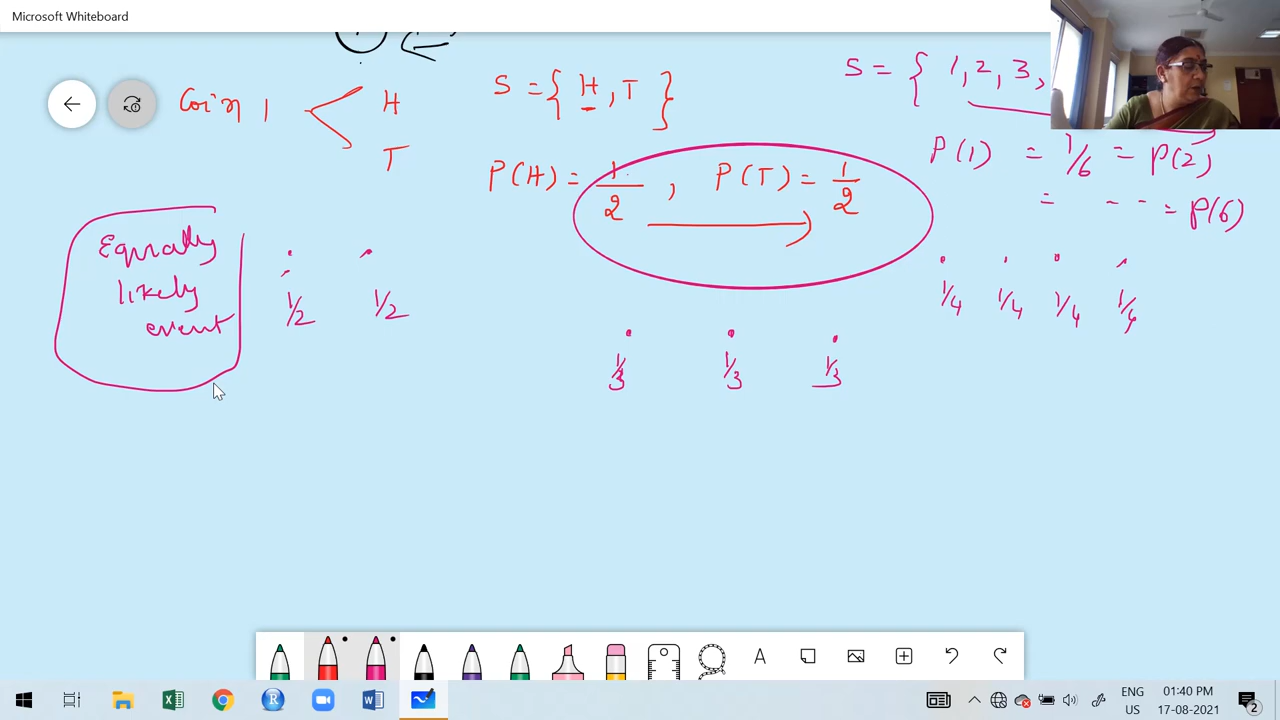 Microsoft Whiteboard
Coin 1
H
T
S = { H, T }
S = { 1, 2, 3,
P(H) = 1/2 , P(T) = 1/2
P(1) = 1/6 = P(2)
= - - = P(6)
Equally
likely
event
1/2 1/2
1/3 1/3 1/3
1/4 1/4 1/4 1/4
A
ENG
US
01:40 PM
17-08-2021
2